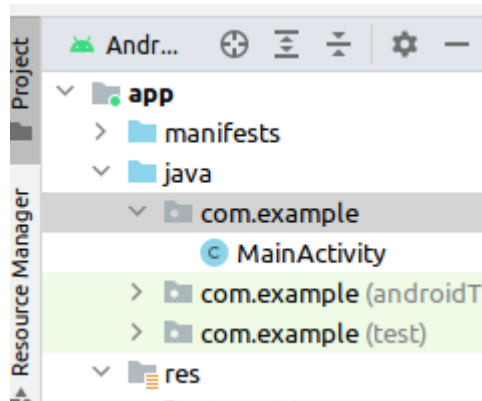 Project
Resource Manager
Andr...
app
manifests
java
com.example
C MainActivity
com.example (androidT
com.example (test)
res